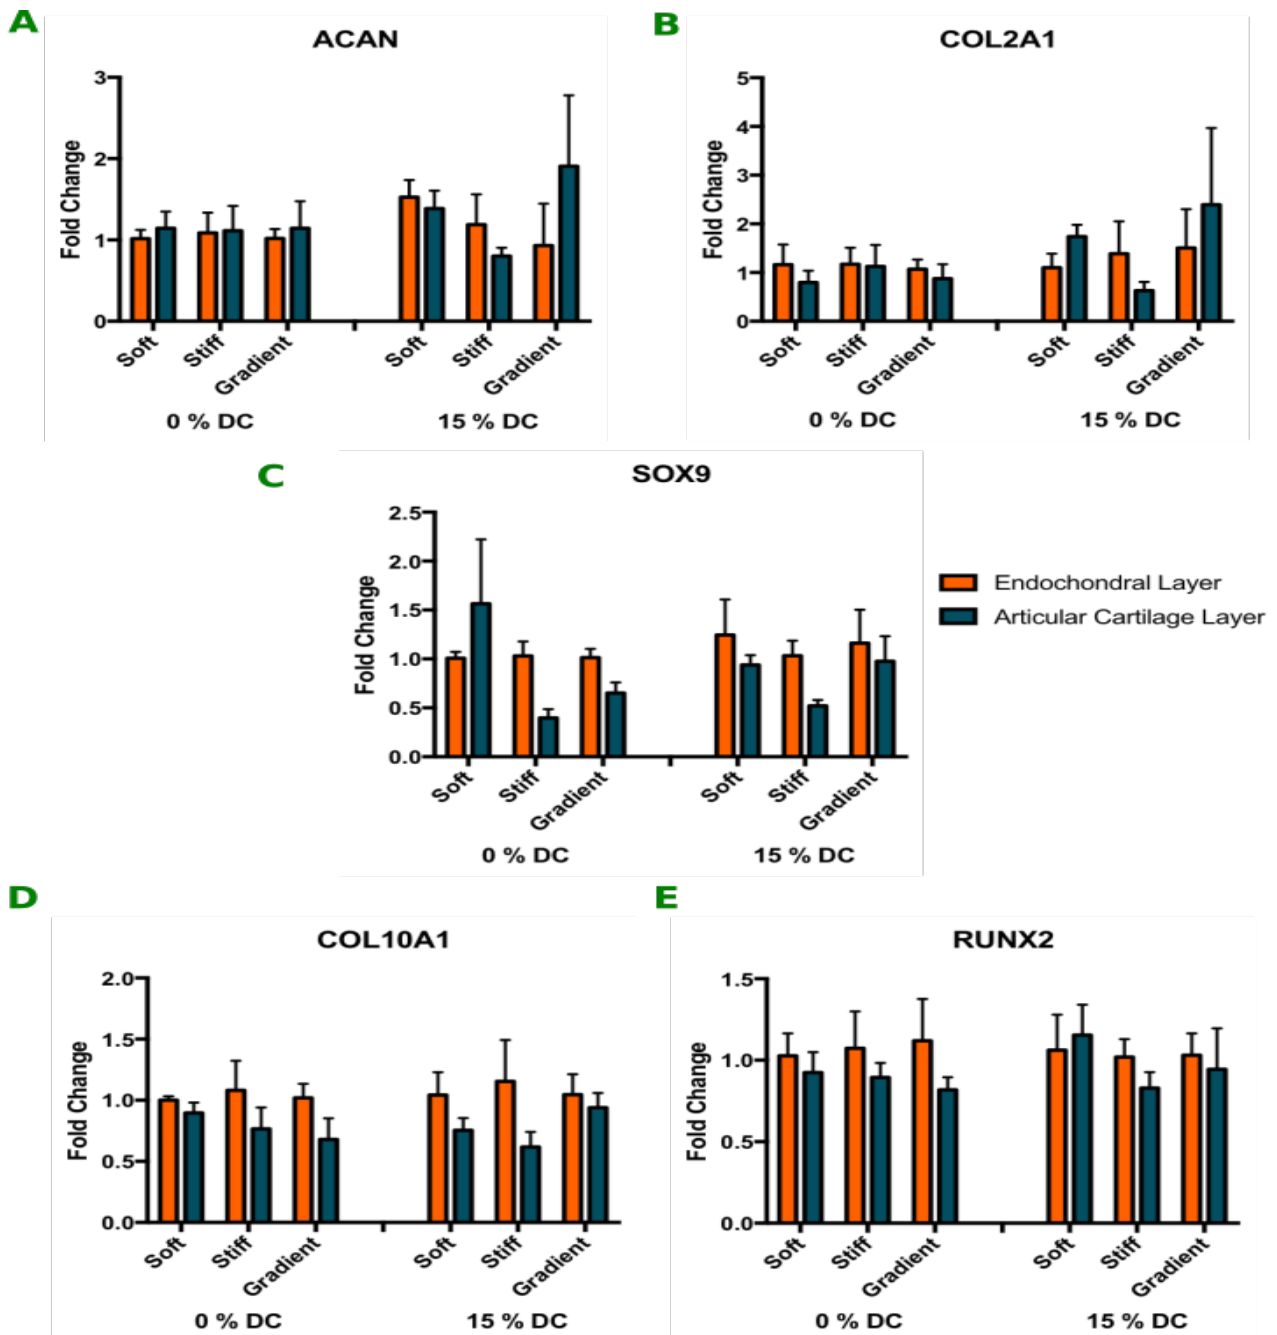 A
ACAN
Fold Change
3
2
1
0
Soft
Stiff
Gradient
Soft
Stiff
Gradient
0 % DC
15 % DC
B
COL2A1
Fold Change
5
4
3
2
1
0
Soft
Stiff
Gradient
Soft
Stiff
Gradient
0 % DC
15 % DC
C
SOX9
Fold Change
2.5
2.0
1.5
1.0
0.5
0.0
Soft
Stiff
Gradient
Soft
Stiff
Gradient
0 % DC
15 % DC
Endochondral Layer
Articular Cartilage Layer
D
COL10A1
Fold Change
2.0
1.5
1.0
0.5
0.0
Soft
Stiff
Gradient
Soft
Stiff
Gradient
0 % DC
15 % DC
E
RUNX2
Fold Change
1.5
1.0
0.5
0.0
Soft
Stiff
Gradient
Soft
Stiff
Gradient
0 % DC
15 % DC